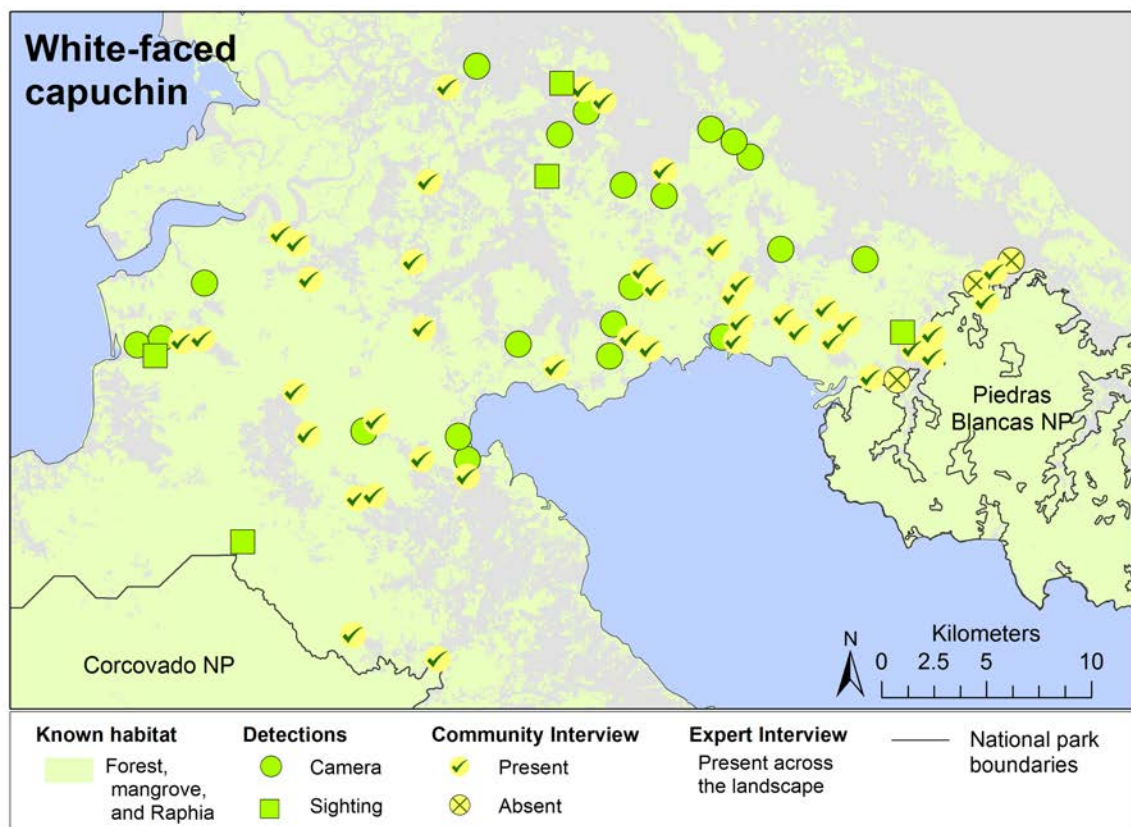 White-faced
capuchin
Piedras
Blancas NP
Corcovado NP
N
Kilometers
0 2.5 5 10
Known habitat
Forest,
mangrove,
and Raphia
Detections
Camera
Sighting
Community Interview
Present
Absent
Expert Interview
Present across
the landscape
National park
boundaries